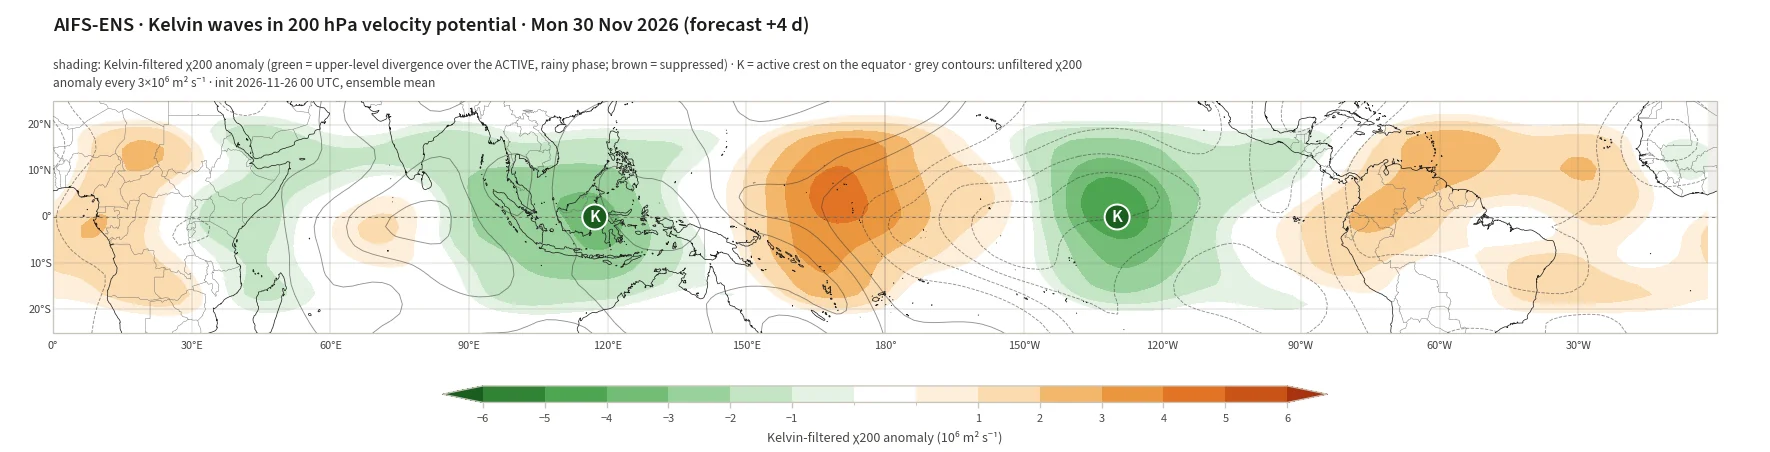 AIFS-ENS · Kelvin waves in 200 hPa velocity potential · Mon 30 Nov 2026 (forecast +4 d)
shading: Kelvin-filtered χ200 anomaly (green = upper-level divergence over the ACTIVE, rainy phase; brown = suppressed) · K = active crest on the equator · grey contours: unfiltered χ200
anomaly every 3×10⁶ m² s⁻¹ · init 2026-11-26 00 UTC, ensemble mean
20°N
10°N
0°
10°S
20°S
K K
0° 30°E 60°E 90°E 120°E 150°E 180° 150°W 120°W 90°W 60°W 30°W
−6 −5 −4 −3 −2 −1 1 2 3 4 5 6
Kelvin-filtered χ200 anomaly (10⁶ m² s⁻¹)